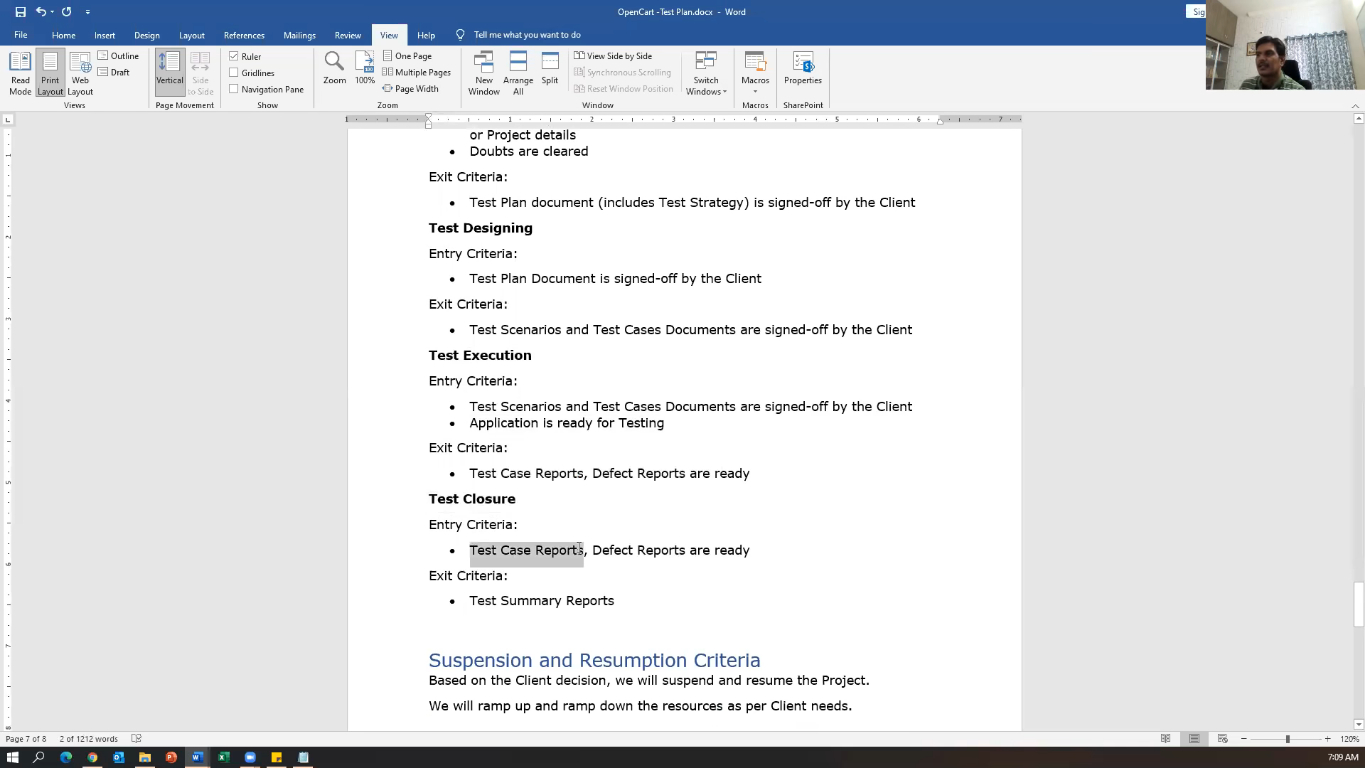 OpenCart -Test Plan.docx - Word
Sig
File Home Insert Design Layout References Mailings Review View Help Tell me what you want to do
Read Mode
Print Layout
Web Layout
Outline
Draft
Views
Vertical
Side to Side
Page Movement
Ruler
Gridlines
Navigation Pane
Show
Zoom
100%
One Page
Multiple Pages
Page Width
Zoom
New Window
Arrange All
Split
View Side by Side
Synchronous Scrolling
Reset Window Position
Window
Switch Windows
Macros
Macros
Properties
SharePoint
1 1 2 3 4 5 6 7
or Project details
• Doubts are cleared
Exit Criteria:
• Test Plan document (includes Test Strategy) is signed-off by the Client
Test Designing
Entry Criteria:
• Test Plan Document is signed-off by the Client
Exit Criteria:
• Test Scenarios and Test Cases Documents are signed-off by the Client
Test Execution
Entry Criteria:
• Test Scenarios and Test Cases Documents are signed-off by the Client
• Application is ready for Testing
Exit Criteria:
• Test Case Reports, Defect Reports are ready
Test Closure
Entry Criteria:
• Test Case Reports, Defect Reports are ready
Exit Criteria:
• Test Summary Reports
Suspension and Resumption Criteria
Based on the Client decision, we will suspend and resume the Project.
We will ramp up and ramp down the resources as per Client needs.
Page 7 of 8 2 of 1212 words 120%
7:09 AM